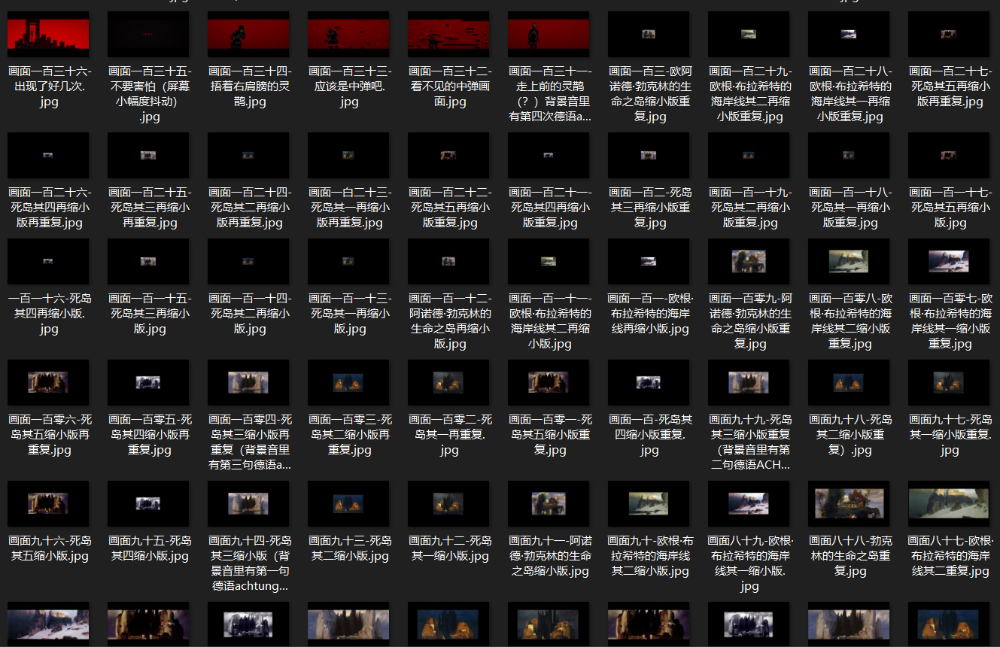 画面一百三十六-
出现了好几次.
jpg
画面一百三十五-
不要害怕（屏幕
小幅度抖动）
.jpg
画面一百三十四-
捂着右肩膀的灵
鹊.jpg
画面一百三十三-
应该是中弹吧.
jpg
画面一百三十二-
看不见的中弹画
面.jpg
画面一百三十一-
走上前的灵鹊
（？）背景音里
有第四次德语a...
画面一百三-欧阿
诺德·勃克林的生
命之岛缩小版重
复.jpg
画面一百二十九-
欧根·布拉希特的
海岸线其二再缩
小版重复.jpg
画面一百二十八-
欧根·布拉希特的
海岸线其一再缩
小版重复.jpg
画面一百二十七-
死岛其五缩小版
再重复.jpg
画面一百二十六-
死岛其四再缩小
版再重复.jpg
画面一百二十五-
死岛其三再缩小
版再重复.jpg
画面一百二十四-
死岛其二再缩小
版再重复.jpg
画面一白二十三-
死岛其一再缩小
版再重复.jpg
画面一百二十二-
死岛其五再缩小
版重复.jpg
画面一百二十一-
死岛其四再缩小
版重复.jpg
画面一百二-死岛
其三再缩小版重
复.jpg
画面一百一十九-
死岛其二再缩小
版重复.jpg
画面一百一十八-
死岛其一再缩小
版重复.jpg
画面一百一十七-
死岛其五再缩小
版.jpg
一百一十六-死岛
其四再缩小版.
jpg
画面一百一十五-
死岛其三再缩小
版.jpg
画面一百一十四-
死岛其二再缩小
版.jpg
画面一百一十三-
死岛其一再缩小
版.jpg
画面一百一十二-
阿诺德·勃克林的
生命之岛再缩小
版.jpg
画面一百一十一-
欧根·布拉希特的
海岸线其二再缩
小版.jpg
画面一百一-欧根·
布拉希特的海岸
线再缩小版.jpg
画面一百零九-阿
诺德·勃克林的生
命之岛缩小版重
复.jpg
画面一百零八-欧
根·布拉希特的海
岸线其二缩小版
重复.jpg
画面一百零七-欧
根·布拉希特的海
岸线其一缩小版
重复.jpg
画面一百零六-死
岛其五缩小版再
重复.jpg
画面一百零五-死
岛其四缩小版再
重复.jpg
画面一百零四-死
岛其三缩小版再
重复（背景音里
有第三句德语a...
画面一百零三-死
岛其二缩小版再
重复.jpg
画面一百零二-死
岛其一再重复.
jpg
画面一百零一-死
岛其五缩小版重
复.jpg
画面一百-死岛其
四缩小版重复.
jpg
画面九十九-死岛
其三缩小版重复
（背景音里有第
二句德语ACH...
画面九十八-死岛
其二缩小版重
复）.jpg
画面九十七-死岛
其一缩小版重复.
jpg
画面九十六-死岛
其五缩小版.jpg
画面九十五-死岛
其四缩小版.jpg
画面九十四-死岛
其三缩小版（背
景音里有第一句
德语achtung...
画面九十三-死岛
其二缩小版.jpg
画面九十二-死岛
其一缩小版.jpg
画面九十一-阿诺
德·勃克林的生命
之岛缩小版.jpg
画面九十-欧根·布
拉希特的海岸线
其二缩小版.jpg
画面八十九-欧根·
布拉希特的海岸
线其一缩小版.
jpg
画面八十八-勃克
林的生命之岛重
复.jpg
画面八十七-欧根·
布拉希特的海岸
线其二重复.jpg